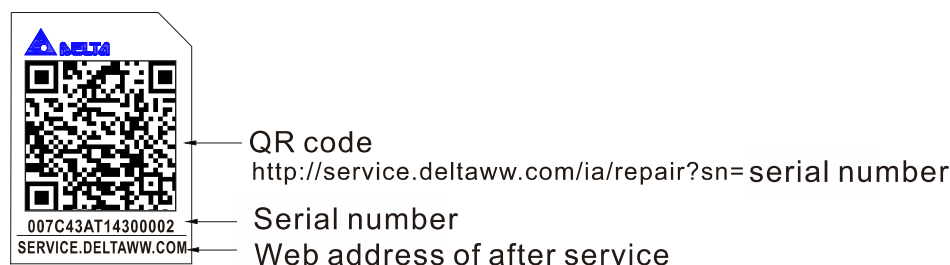 DELTA
QR code
http://service.deltaww.com/ia/repair?sn= serial number
007C43AT14300002
Serial number
SERVICE.DELTAWW.COM
Web address of after service